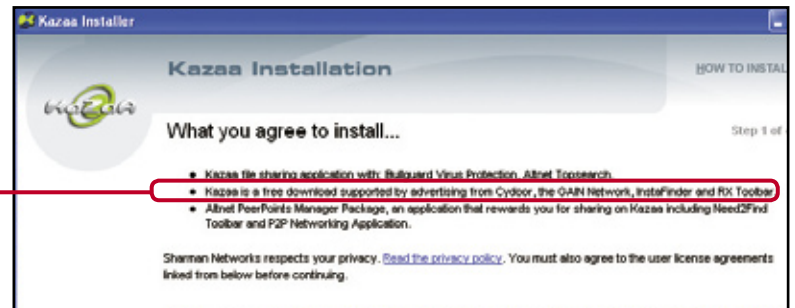 Kazaa Installer
Kazaa Installation
HOW TO INSTAL
KaZaA
What you agree to install...
Step 1 of
Kazaa file sharing application with: Bullguard Virus Protection, Altnet Topsearch.
Kazaa is a free download supported by advertising from Cydoor, the GAIN Network, InstaFinder and RX Toolbar
Altnet PeerPoints Manager Package, an application that rewards you for sharing on Kazaa including Need2Find
Toolbar and P2P Networking Application.
Sharman Networks respects your privacy. Read the privacy policy. You must also agree to the user license agreements
linked from below before continuing.